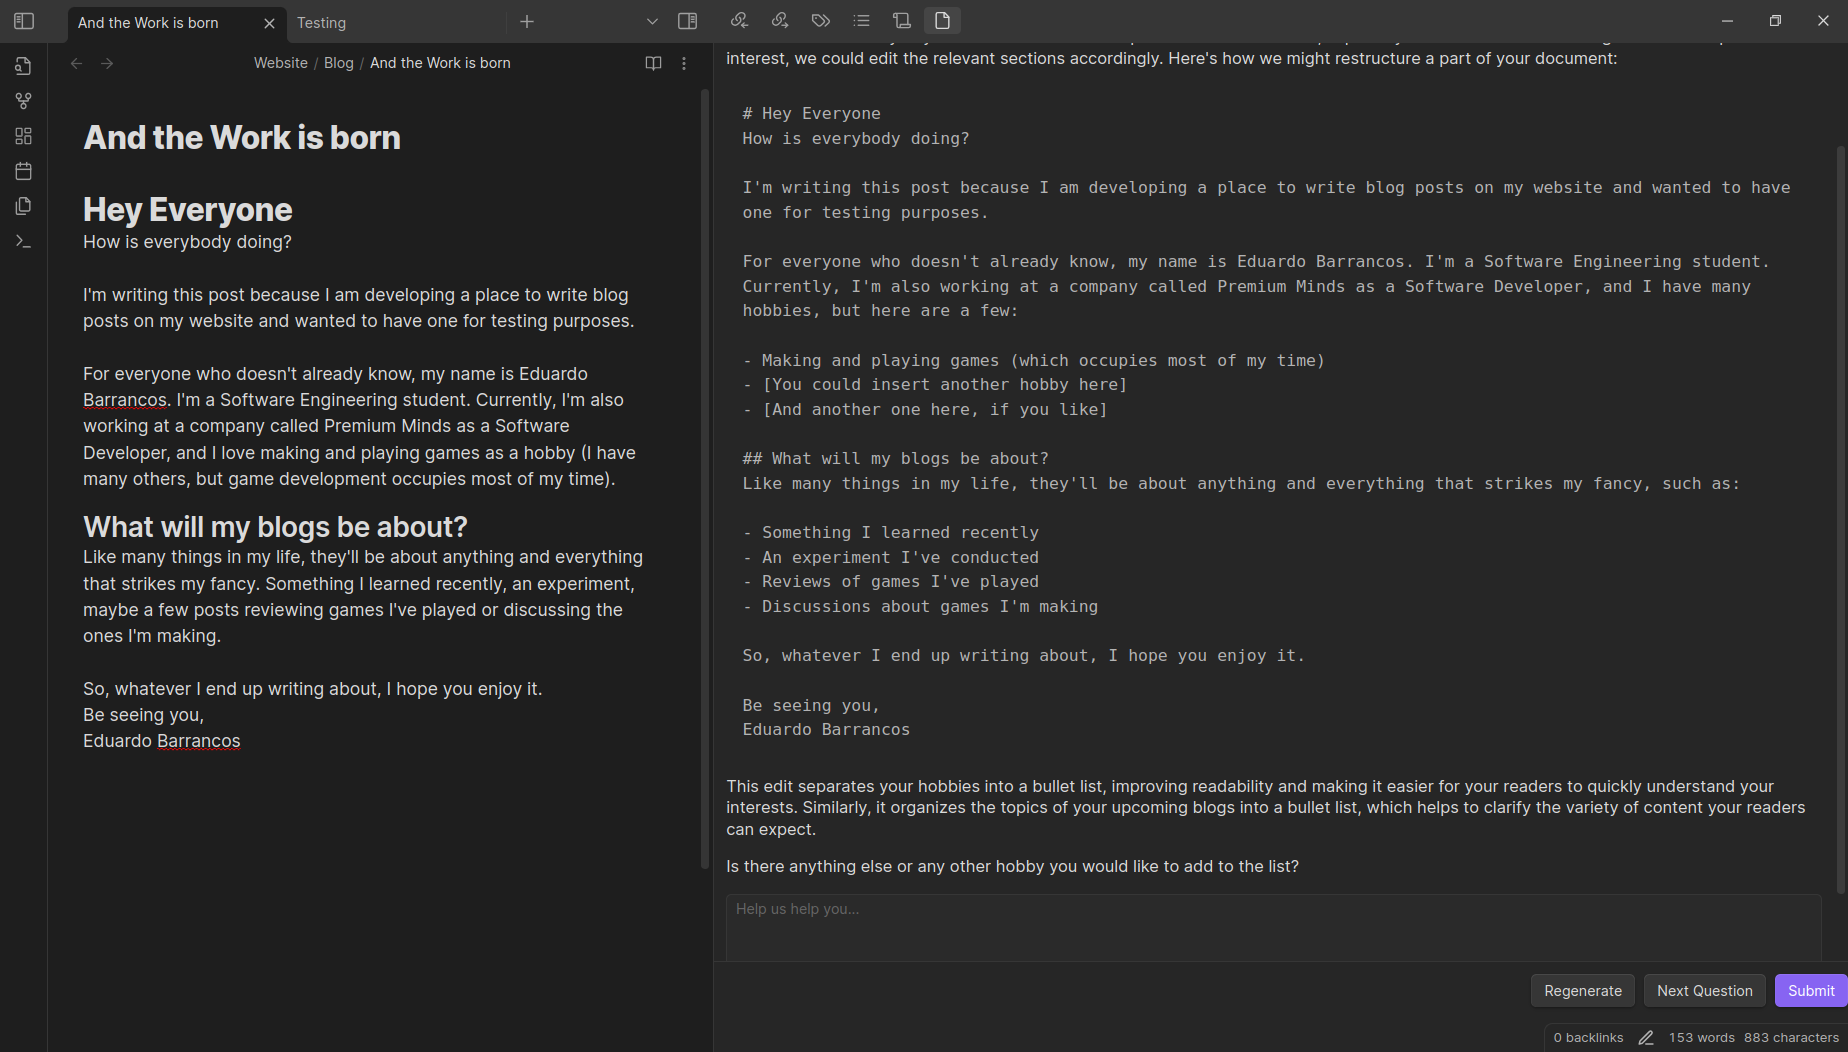 And the Work is born
Testing
Website / Blog / And the Work is born
And the Work is born
Hey Everyone
How is everybody doing?
I'm writing this post because I am developing a place to write blog
posts on my website and wanted to have one for testing purposes.
For everyone who doesn't already know, my name is Eduardo
Barrancos. I'm a Software Engineering student. Currently, I'm also
working at a company called Premium Minds as a Software
Developer, and I love making and playing games as a hobby (I have
many others, but game development occupies most of my time).
What will my blogs be about?
Like many things in my life, they'll be about anything and everything
that strikes my fancy. Something I learned recently, an experiment,
maybe a few posts reviewing games I've played or discussing the
ones I'm making.
So, whatever I end up writing about, I hope you enjoy it.
Be seeing you,
Eduardo Barrancos
interest, we could edit the relevant sections accordingly. Here's how we might restructure a part of your document:
# Hey Everyone
How is everybody doing?
I'm writing this post because I am developing a place to write blog posts on my website and wanted to have
one for testing purposes.
For everyone who doesn't already know, my name is Eduardo Barrancos. I'm a Software Engineering student.
Currently, I'm also working at a company called Premium Minds as a Software Developer, and I have many
hobbies, but here are a few:
- Making and playing games (which occupies most of my time)
- [You could insert another hobby here]
- [And another one here, if you like]
## What will my blogs be about?
Like many things in my life, they'll be about anything and everything that strikes my fancy, such as:
- Something I learned recently
- An experiment I've conducted
- Reviews of games I've played
- Discussions about games I'm making
So, whatever I end up writing about, I hope you enjoy it.
Be seeing you,
Eduardo Barrancos
This edit separates your hobbies into a bullet list, improving readability and making it easier for your readers to quickly understand your
interests. Similarly, it organizes the topics of your upcoming blogs into a bullet list, which helps to clarify the variety of content your readers
can expect.
Is there anything else or any other hobby you would like to add to the list?
Help us help you...
Regenerate
Next Question
Submit
0 backlinks 153 words 883 characters